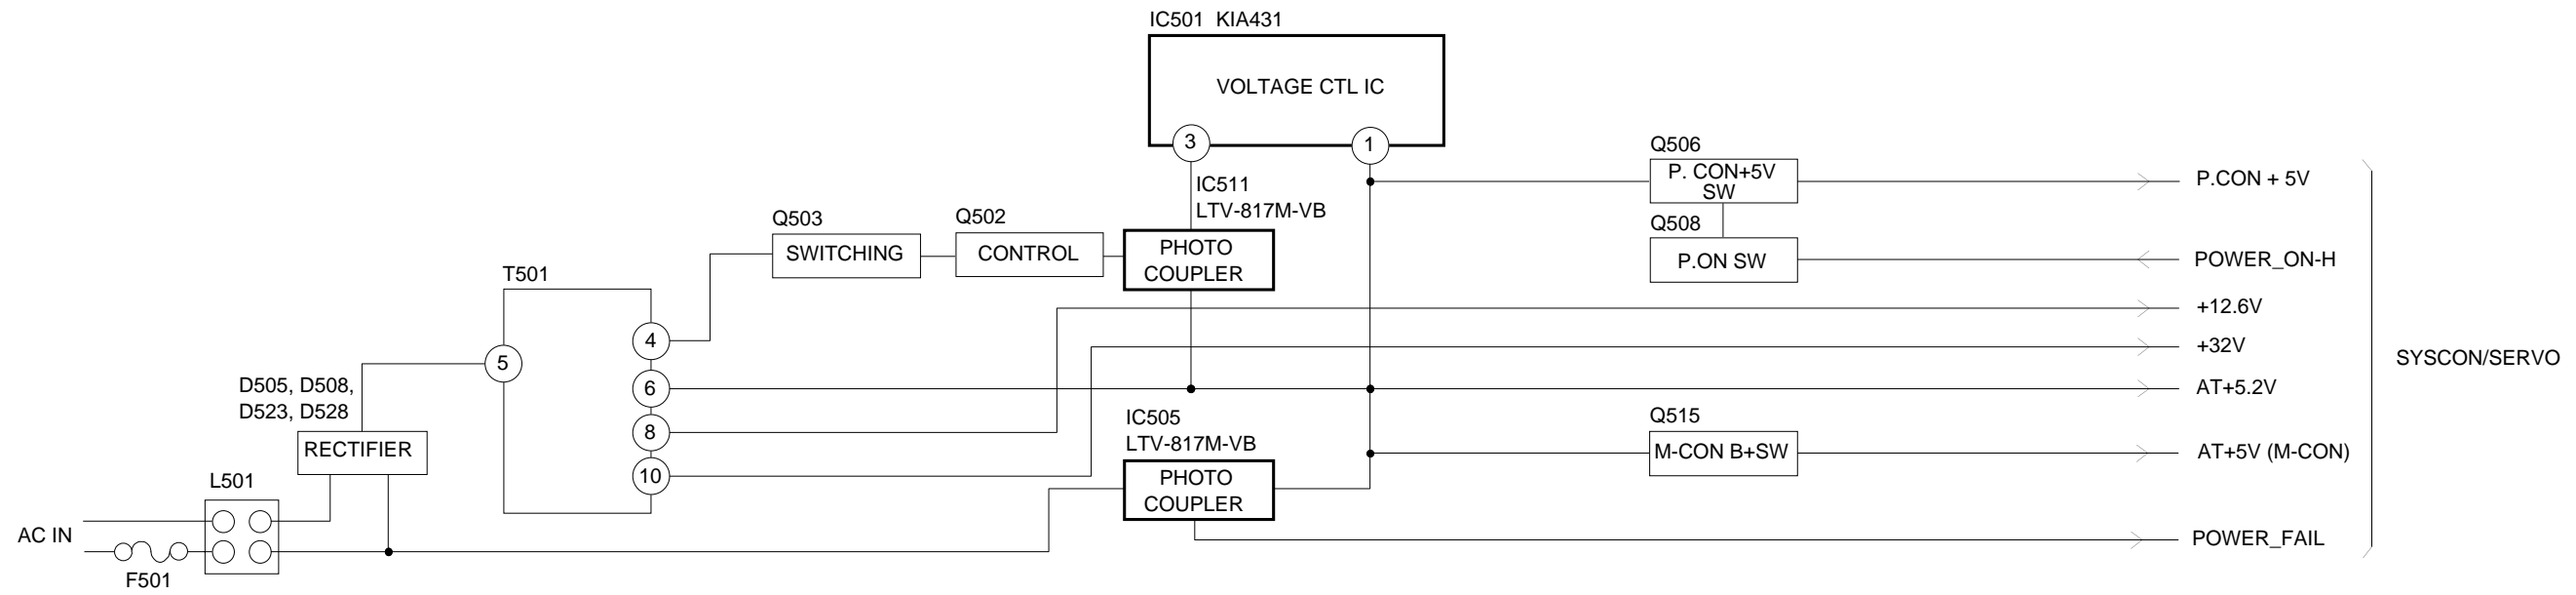 IC501 KIA431
VOLTAGE CTL IC
3
1
IC511
LTV-817M-VB
Q506
P. CON+5V
SW
P.CON + 5V
Q508
P.ON SW
POWER_ON-H
Q503
SWITCHING
Q502
CONTROL
PHOTO
COUPLER
T501
4
5
6
8
10
+12.6V
+32V
AT+5.2V
SYSCON/SERVO
D505, D508,
D523, D528
RECTIFIER
IC505
LTV-817M-VB
PHOTO
COUPLER
Q515
M-CON B+SW
AT+5V (M-CON)
L501
AC IN
F501
POWER_FAIL